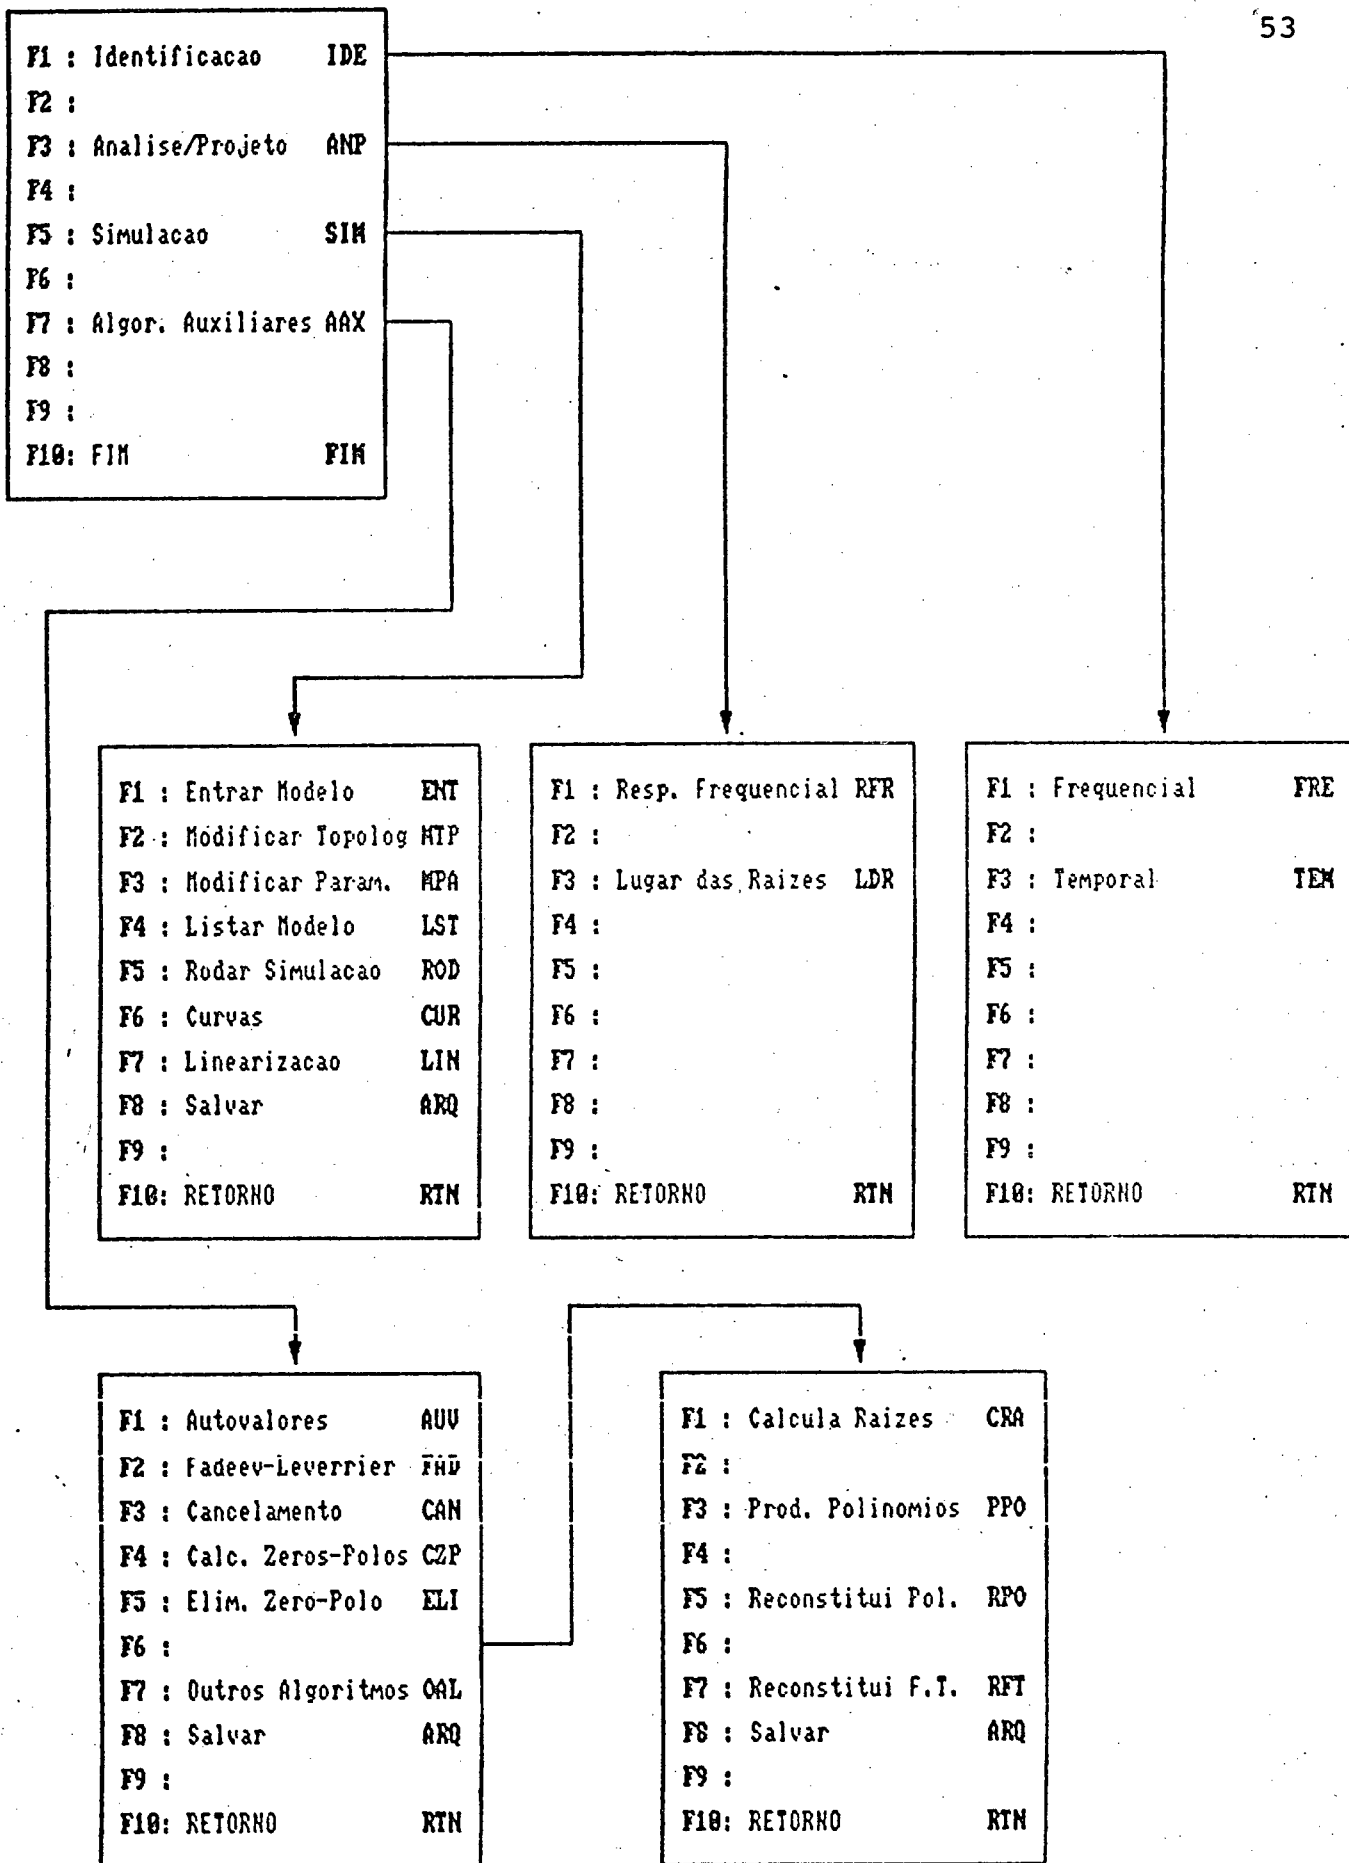 53
F1 : Identificacao IDE
F2 :
F3 : Analise/Projeto ANP
F4 :
F5 : Simulacao SIM
F6 :
F7 : Algor. Auxiliares AAX
F8 :
F9 :
F10: FIM FIM
F1 : Entrar Modelo ENT
F2 : Modificar Topolog MTP
F3 : Modificar Param. MPA
F4 : Listar Modelo LST
F5 : Rodar Simulacao ROD
F6 : Curvas CUR
F7 : Linearizacao LIN
F8 : Salvar ARQ
F9 :
F10: RETORNO RTN
F1 : Resp. Frequencial RFR
F2 :
F3 : Lugar das Raizes LDR
F4 :
F5 :
F6 :
F7 :
F8 :
F9 :
F10: RETORNO RTN
F1 : Frequencial FRE
F2 :
F3 : Temporal TEM
F4 :
F5 :
F6 :
F7 :
F8 :
F9 :
F10: RETORNO RTN
F1 : Autovalores AUV
F2 : Fadeev-Leverrier FAD
F3 : Cancelamento CAN
F4 : Calc. Zeros-Polos CZP
F5 : Elim. Zero-Polo ELI
F6 :
F7 : Outros Algoritmos OAL
F8 : Salvar ARQ
F9 :
F10: RETORNO RTN
F1 : Calcula Raizes CRA
F2 :
F3 : Prod. Polinomios PPO
F4 :
F5 : Reconstitui Pol. RPO
F6 :
F7 : Reconstitui F.T. RFT
F8 : Salvar ARQ
F9 :
F10: RETORNO RTN